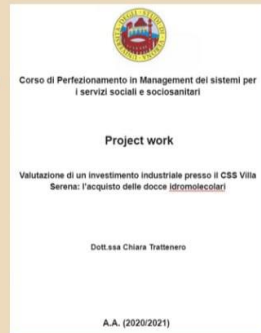 Corso di Perfezionamento in Management dei sistemi per
i servizi sociali e sociosanitari
Project work
Valutazione di un investimento industriale presso il CSS Villa
Serena: l'acquisto delle docce idromolecolari
Dott.ssa Chiara Trattenero
A.A. (2020/2021)